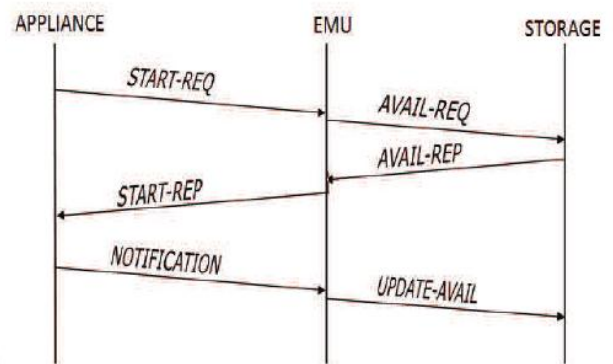 APPLIANCE EMU STORAGE
START-REQ
AVAIL-REQ
AVAIL-REP
START-REP
NOTIFICATION
UPDATE-AVAIL